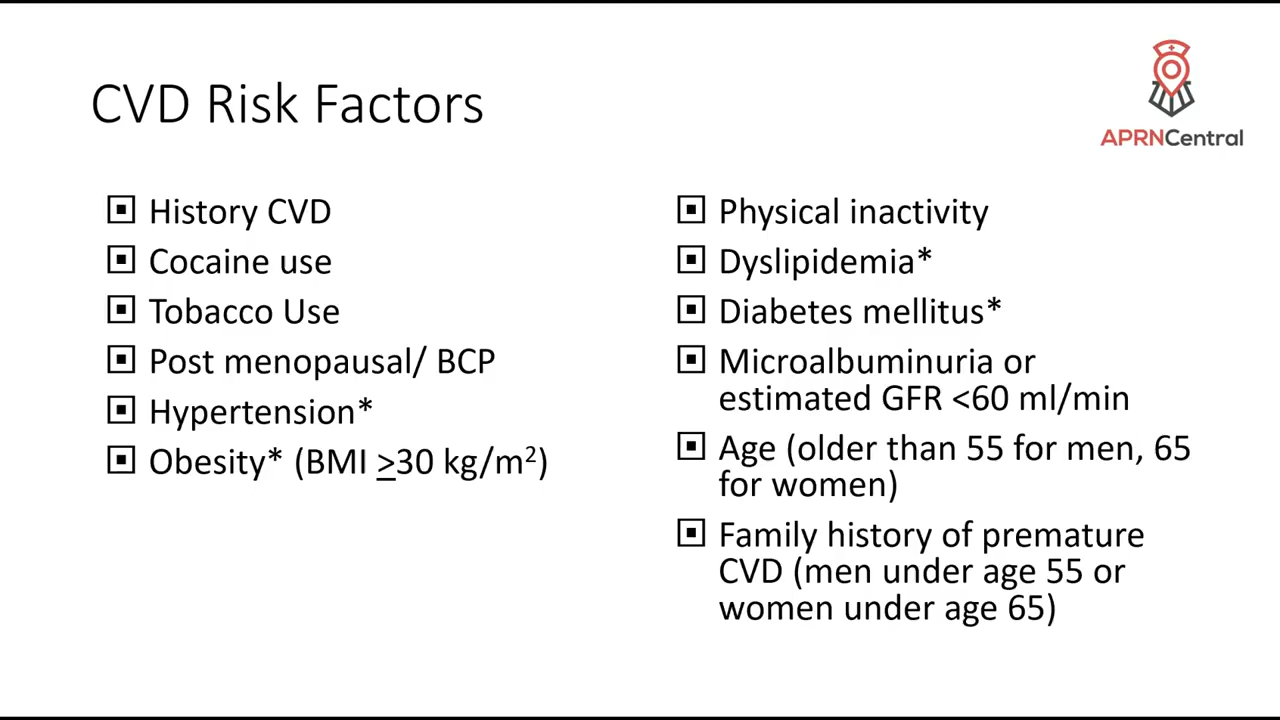 CVD Risk Factors
APRNCentral
History CVD
Cocaine use
Tobacco Use
Post menopausal/ BCP
Hypertension*
Obesity* (BMI ≥30 kg/m²)
Physical inactivity
Dyslipidemia*
Diabetes mellitus*
Microalbuminuria or
estimated GFR <60 ml/min
Age (older than 55 for men, 65
for women)
Family history of premature
CVD (men under age 55 or
women under age 65)